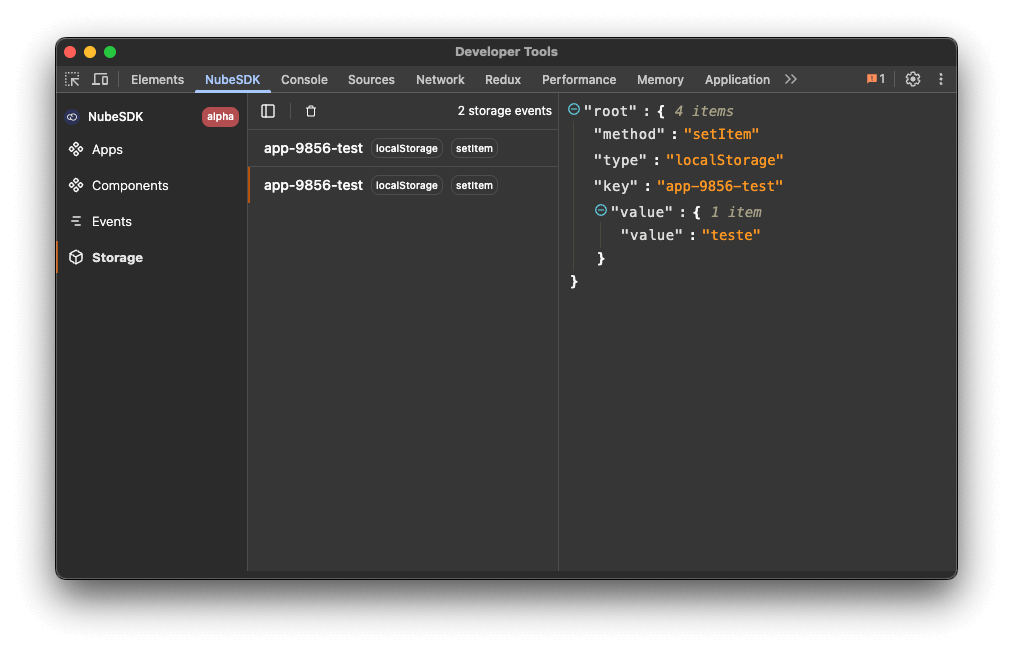 Developer Tools
Elements NubeSDK Console Sources Network Redux Performance Memory Application 1
NubeSDK alpha
Apps
Components
Events
Storage
2 storage events
app-9856-test localStorage setItem
app-9856-test localStorage setItem
"root" : { 4 items
"method" : "setItem"
"type" : "localStorage"
"key" : "app-9856-test"
"value" : { 1 item
"value" : "teste"
}
}